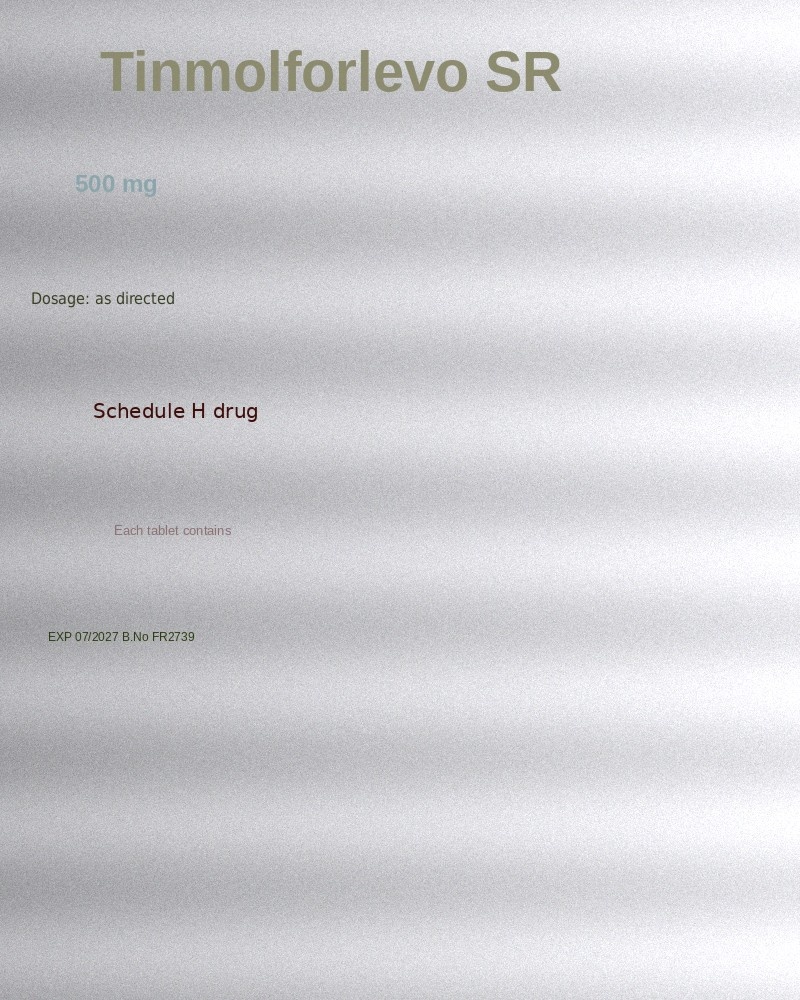 Tinmolforlevo SR
500 mg
Dosage: as directed
Schedule H drug
Each tablet contains
EXP 07/2027 B.No FR2739